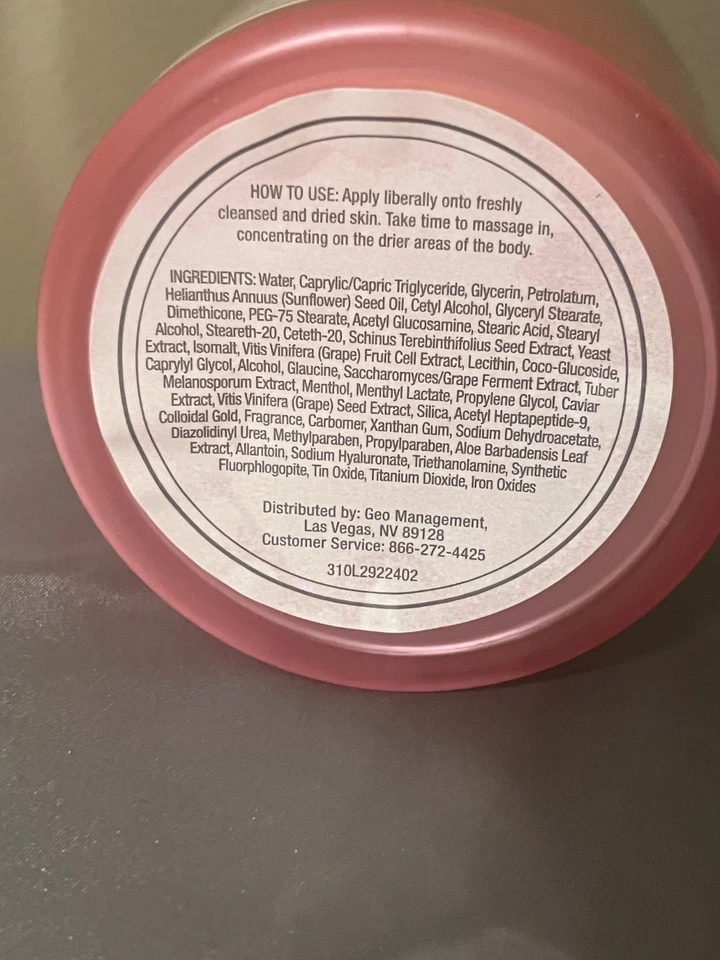 HOW TO USE: Apply liberally onto freshly
cleansed and dried skin. Take time to massage in,
concentrating on the drier areas of the body.
INGREDIENTS: Water, Caprylic/Capric Triglyceride, Glycerin, Petrolatum,
Helianthus Annuus (Sunflower) Seed Oil, Cetyl Alcohol, Glyceryl Stearate,
Dimethicone, PEG-75 Stearate, Acetyl Glucosamine, Stearic Acid, Stearyl
Alcohol, Steareth-20, Ceteth-20, Schinus Terebinthifolius Seed Extract, Yeast
Extract, Isomalt, Vitis Vinifera (Grape) Fruit Cell Extract, Lecithin, Coco-Glucoside,
Caprylyl Glycol, Alcohol, Glaucine, Saccharomyces/Grape Ferment Extract, Tuber
Melanosporum Extract, Menthol, Menthyl Lactate, Propylene Glycol, Caviar
Extract, Vitis Vinifera (Grape) Seed Extract, Silica, Acetyl Heptapeptide-9,
Colloidal Gold, Fragrance, Carbomer, Xanthan Gum, Sodium Dehydroacetate,
Diazolidinyl Urea, Methylparaben, Propylparaben, Aloe Barbadensis Leaf
Extract, Allantoin, Sodium Hyaluronate, Triethanolamine, Synthetic
Fluorphlogopite, Tin Oxide, Titanium Dioxide, Iron Oxides
Distributed by: Geo Management,
Las Vegas, NV 89128
Customer Service: 866-272-4425
310L2922402